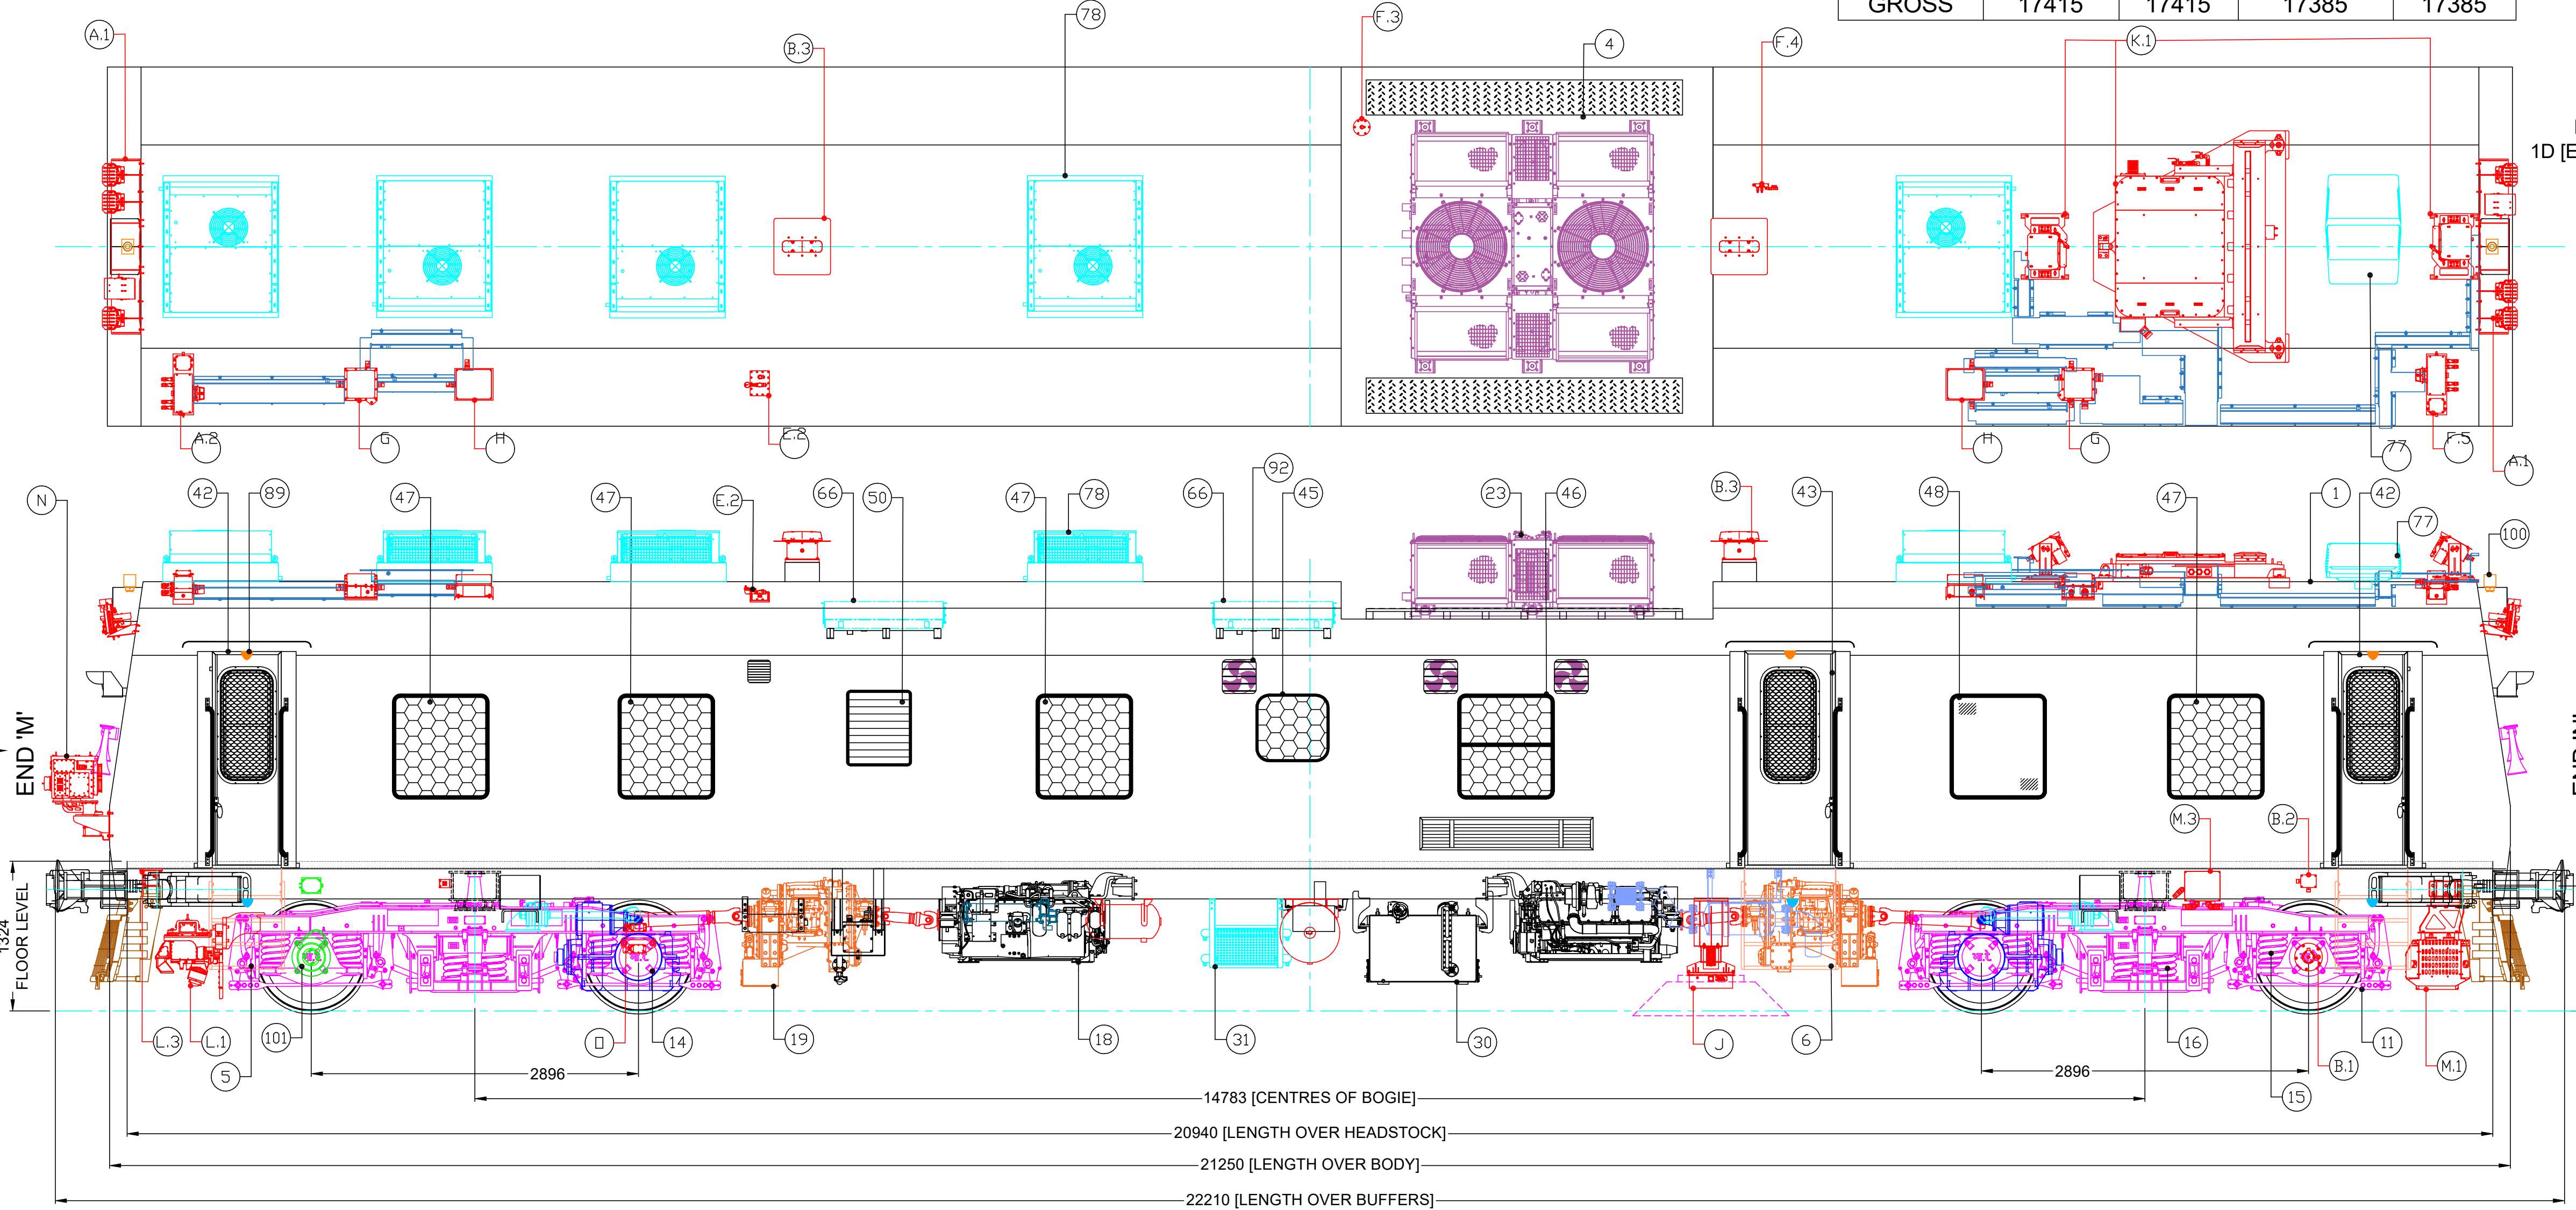 GROSS 17415 17415 17385 17385
78
F.3
A.1
B.3
4
F.4
K.1
1D [E
A.2
G
H
E.2
H
G
77
F.5
A.1
N
42
89
47
47
E.2
66
50
47
78
66
92
45
23
46
B.3
43
48
47
1
42
77
100
END 'M'
M.3
B.2
1324
FLOOR LEVEL
L.3
L.1
5
101
14
19
18
31
30
J
6
16
15
B.1
11
M.1
2896
2896
14783 [CENTRES OF BOGIE]
20940 [LENGTH OVER HEADSTOCK]
21250 [LENGTH OVER BODY]
22210 [LENGTH OVER BUFFERS]